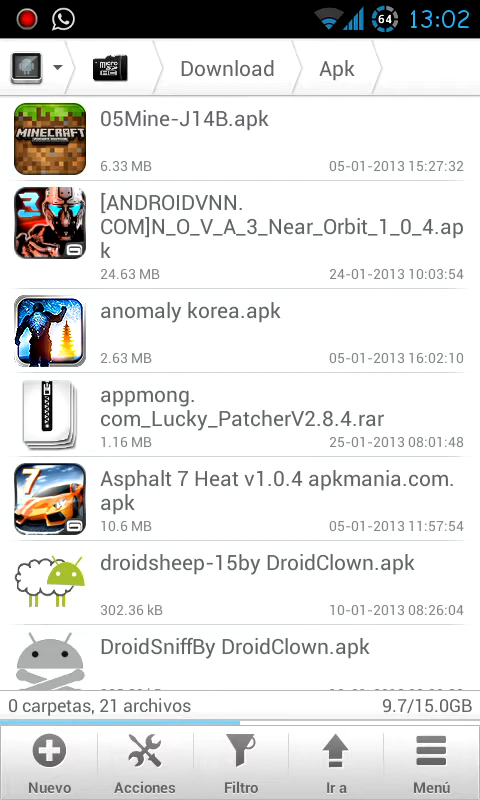 64 13:02
micro Download Apk
MINECRAFT
05Mine-J14B.apk
6.33 MB 05-01-2013 15:27:32
3
[ANDROIDVNN.
COM]N_O_V_A_3_Near_Orbit_1_0_4.ap
k
24.63 MB 24-01-2013 10:03:54
anomaly korea.apk
2.63 MB 05-01-2013 16:02:10
appmong.
com_Lucky_PatcherV2.8.4.rar
1.16 MB 25-01-2013 08:01:48
7
Asphalt 7 Heat v1.0.4 apkmania.com.
apk
10.6 MB 05-01-2013 11:57:54
droidsheep-15by DroidClown.apk
302.36 kB 10-01-2013 08:26:04
DroidSniffBy DroidClown.apk
0 carpetas, 21 archivos 9.7/15.0GB
Nuevo Acciones Filtro Ir a Menú